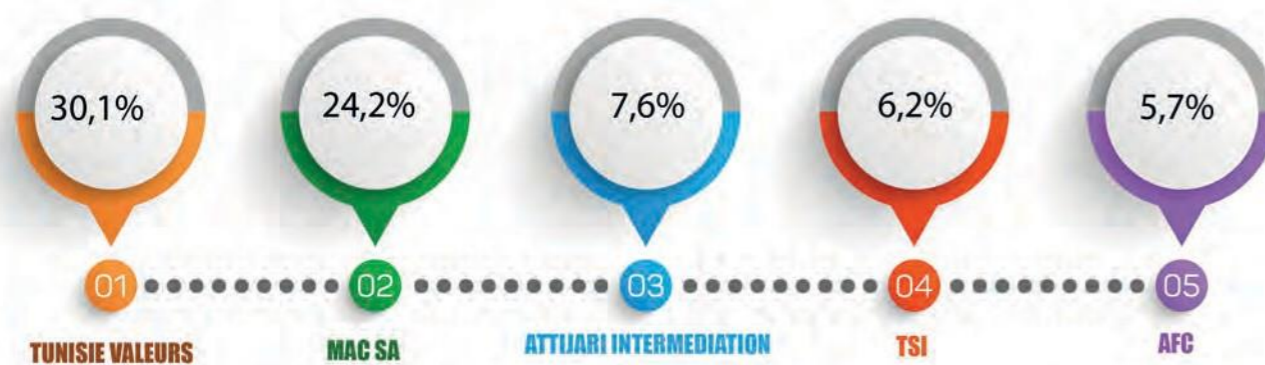 30,1% 24,2% 7,6% 6,2% 5,7%
01 02 03 04 05
TUNISIE VALEURS MAC SA ATTIJARI INTERMEDIATION TSI AFC